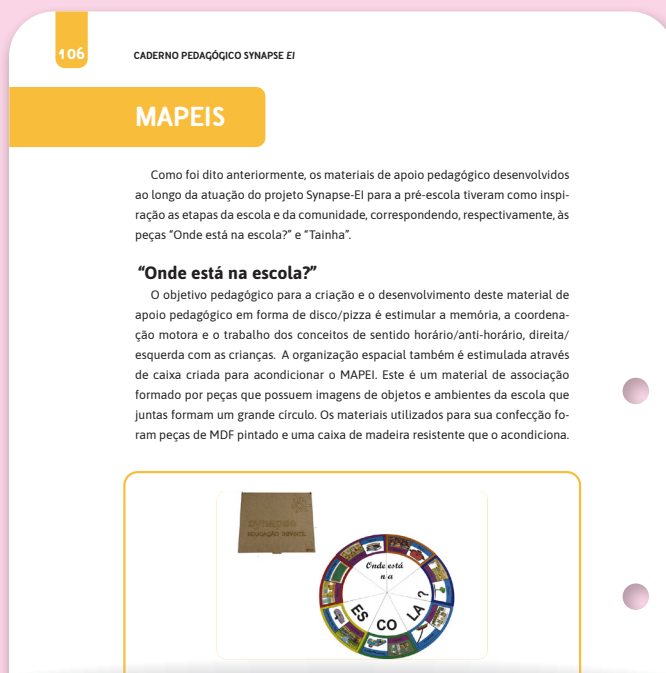 106
CADERNO PEDAGÓGICO SYNAPSE EI
MAPEIS
Como foi dito anteriormente, os materiais de apoio pedagógico desenvolvidos
ao longo da atuação do projeto Synapse-EI para a pré-escola tiveram como inspi-
ração as etapas da escola e da comunidade, correspondendo, respectivamente, às
peças “Onde está na escola?” e “Tainha”.
“Onde está na escola?”
O objetivo pedagógico para a criação e o desenvolvimento deste material de
apoio pedagógico em forma de disco/pizza é estimular a memória, a coordena-
ção motora e o trabalho dos conceitos de sentido horário/anti-horário, direita/
esquerda com as crianças. A organização espacial também é estimulada através
de caixa criada para acondicionar o MAPEI. Este é um material de associação
formado por peças que possuem imagens de objetos e ambientes da escola que
juntas formam um grande círculo. Os materiais utilizados para sua confecção fo-
ram peças de MDF pintado e uma caixa de madeira resistente que o acondiciona.
synapse
EDUCAÇÃO INFANTIL
Onde está
na
ES CO LA ?